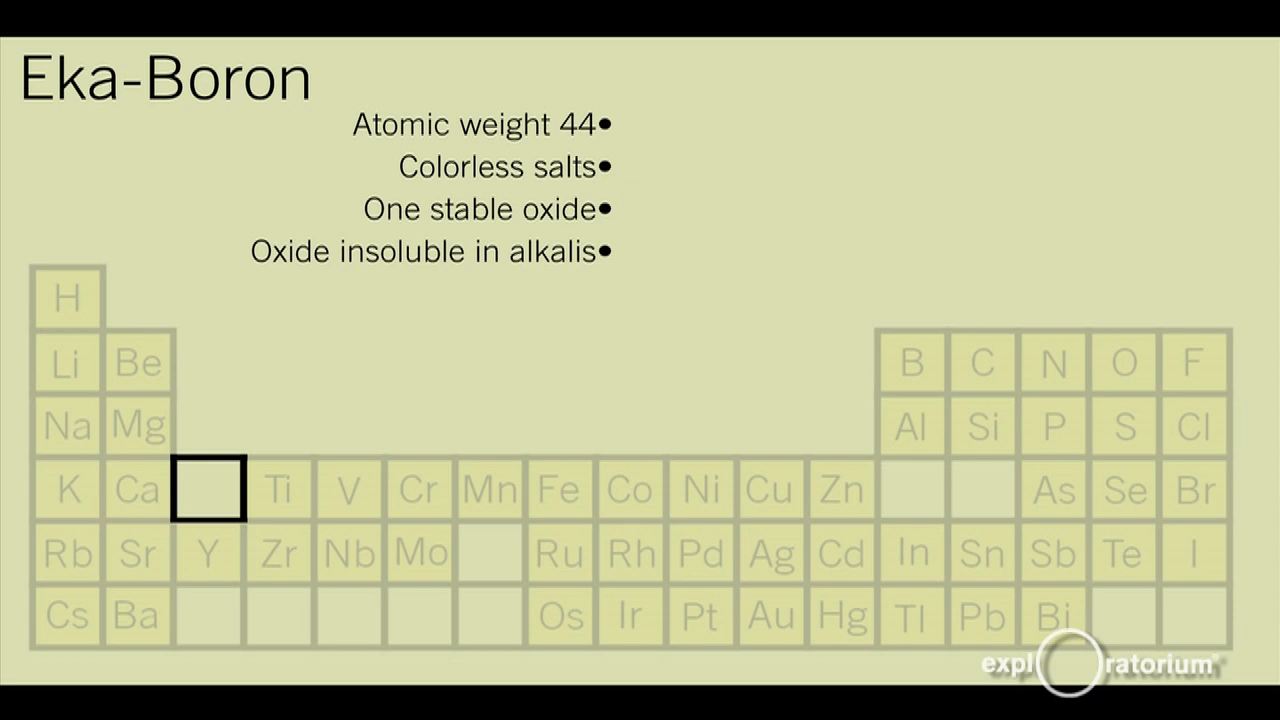 Eka-Boron
Atomic weight 44•
Colorless salts•
One stable oxide•
Oxide insoluble in alkalis•
H
Li Be B C N O F
Na Mg Al Si P S Cl
K Ca Ti V Cr Mn Fe Co Ni Cu Zn As Se Br
Rb Sr Y Zr Nb Mo Ru Rh Pd Ag Cd In Sn Sb Te I
Cs Ba Os Ir Pt Au Hg Tl Pb Bi
expl ratorium®